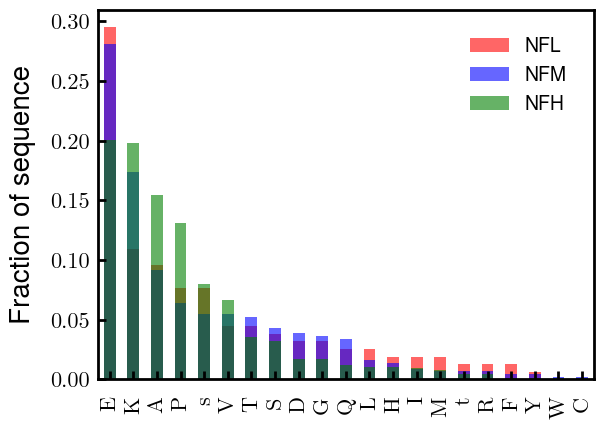 Fraction of sequence
0.30
0.25
0.20
0.15
0.10
0.05
0.00
NFL
NFM
NFH
E K A P s V T S D G Q L H I M t R F Y W C